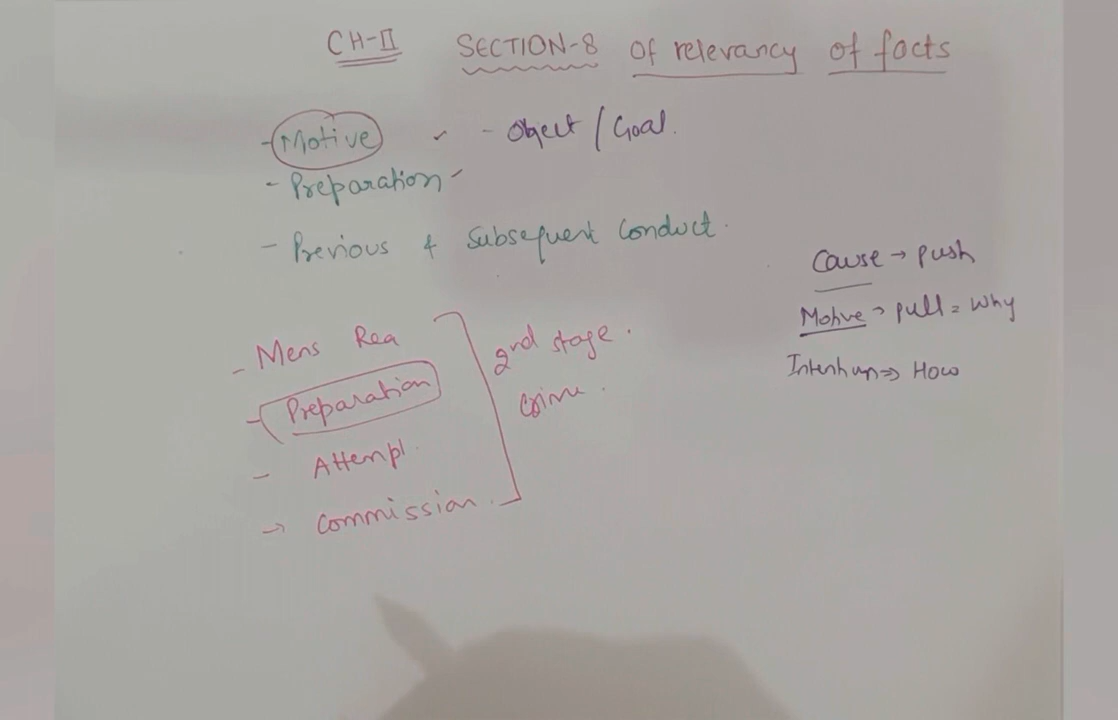 CH-II SECTION-8 Of relevancy of facts
- Motive ✓ - Object / Goal.
- Preparation
- Previous & Subsequent Conduct.
Cause → push
Motive → pull = Why
Intention ⇒ How
- Mens Rea
- Preparation
- Attempt
→ Commission.
2nd stage.
Crime.